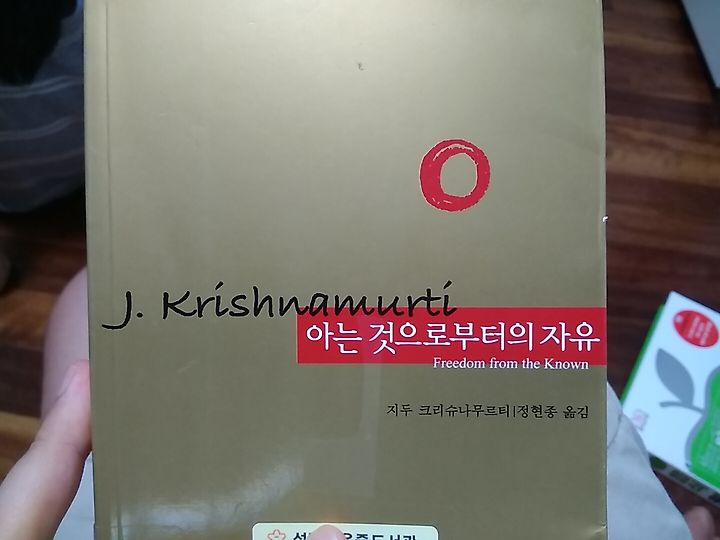 J. Krishnamurti
아는 것으로부터의 자유
Freedom from the Known
지두 크리슈나무르티|정현종 옮김